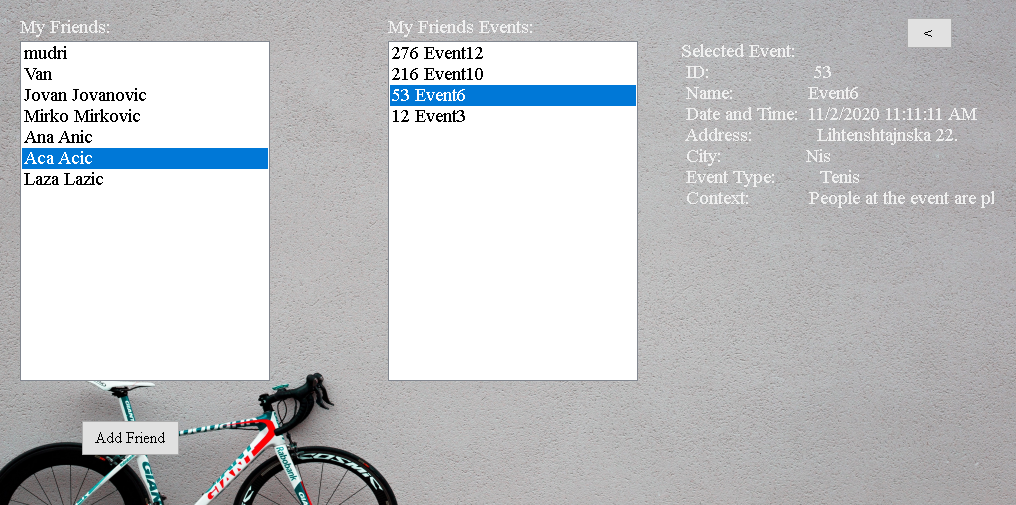 My Friends:
mudri
Van
Jovan Jovanovic
Mirko Mirkovic
Ana Anic
Aca Acic
Laza Lazic
Add Friend
My Friends Events:
276 Event12
216 Event10
53 Event6
12 Event3
<
Selected Event:
ID: 53
Name: Event6
Date and Time: 11/2/2020 11:11:11 AM
Address: Lihtenshtajnska 22.
City: Nis
Event Type: Tenis
Context: People at the event are pl
GIANT
GIANT
Rabobank
COSMIC